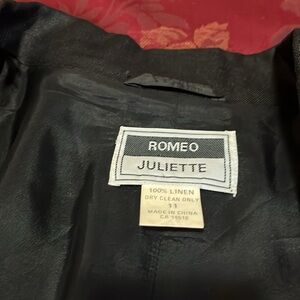 ROMEO
JULIETTE
100% LINEN
DRY CLEAN ONLY
11
MADE IN CHINA